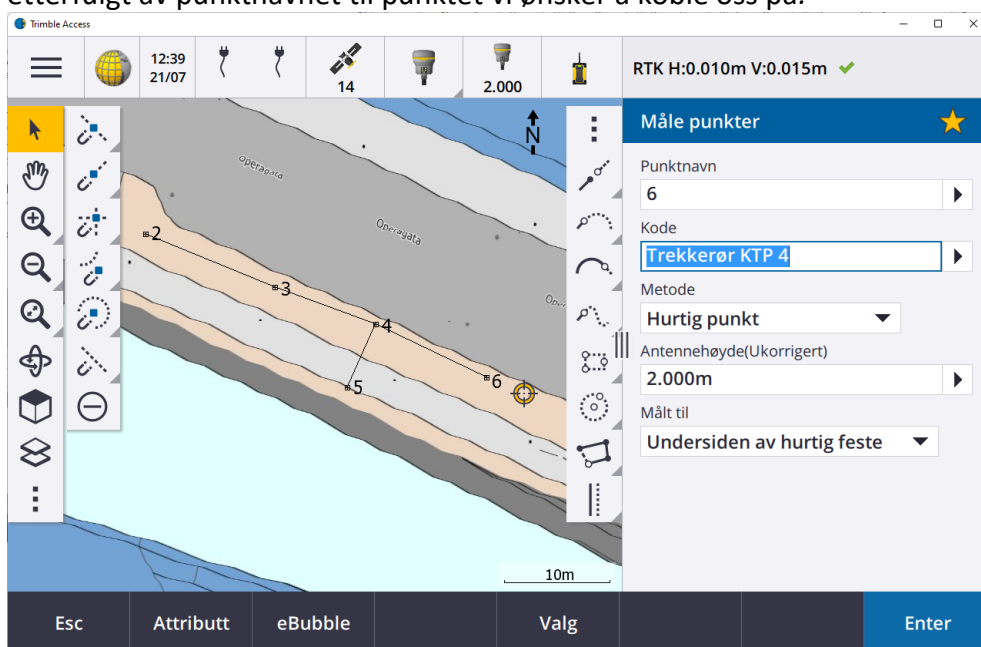 etterfulgt av punktnavnet til punktet vi ønsker å koble oss på.
Trimble Access
12:39
21/07
14
2.000
RTK H:0.010m V:0.015m
Måle punkter
Punktnavn
6
Kode
Trekkerør KTP 4
Metode
Hurtig punkt
Antennehøyde(Ukorrigert)
2.000m
Målt til
Undersiden av hurtig feste
N
Operagata
Operagata
2
3
4
5
6
10m
Esc Attributt eBubble Valg Enter